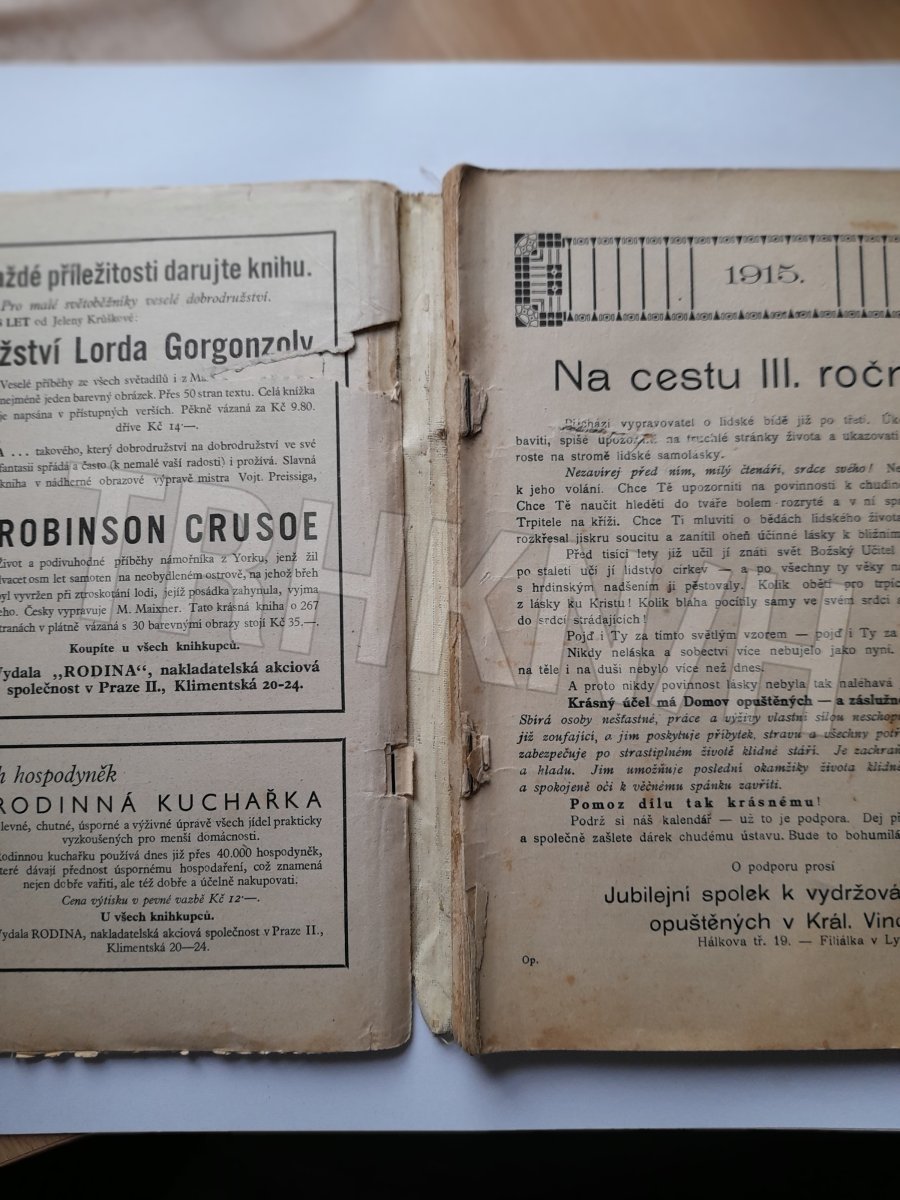 aždé příležitosti darujte knihu.
Pro malé světoběžníky veselé dobrodružství.
LET od Jeleny Krůškové:
žství Lorda Gorgonzoly
Veselé příběhy ze všech světadílů i z
nejméně jeden barevný obrázek. Přes 50 stran textu. Celá knížka
je napsána v přístupných verších. Pěkně vázaná za Kč 9.80.
dříve Kč 14·—.
A . . . takového, který dobrodružství na dobrodružství ve své
fantasii spřádá a často (k nemalé vaší radosti) i prožívá. Slavná
kniha v nádherné obrazové výpravě mistra Vojt. Preissiga,
ROBINSON CRUSOE
Život a podivuhodné příběhy námořníka z Yorku, jenž žil
dvacetosm let samoten na neobydleném ostrově, na jehož břeh
byl vyvržen při ztroskotání lodi, jejíž posádka zahynula, vyjma
jeho. Česky vypravuje J. M. Maixner. Tato krásná kniha o 267
stranách v plátně vázaná s 30 barevnými obrazy stojí Kč 35.—.
Koupíte u všech knihkupců.
Vydala „RODINA“, nakladatelská akciová
společnost v Praze II., Klimentská 20-24.
h hospodyněk
RODINNÁ KUCHAŘKA
levné, chutné, úsporné a výživné úpravě všech jídel prakticky
vyzkoušených pro menší domácnosti.
Rodinnou kuchařku používá dnes již přes 40.000 hospodyněk,
které dávají přednost úspornému hospodaření, což znamená
nejen dobře vařiti, ale též dobře a účelně nakupovati.
Cena výtisku v pevné vazbě Kč 12·—.
U všech knihkupců.
Vydala RODINA, nakladatelská akciová společnost v Praze II.,
Klimentská 20—24.
1915.
Na cestu III. ročn
Přichází vypravovatel o lidské bídě již po třetí. Úk
baviti, spíše upozorniti na truchlé stránky života a ukazovati
roste na stromě lidské samolásky.
Nezavírej před ním, milý čtenáři, srdce svého! Ne
k jeho volání. Chce Tě upozorniti na povinnosti k chudin
Chce Tě naučit hleděti do tváře bolem rozryté a v ní sp
Trpitele na kříži. Chce Ti mluviti o bědách lidského života
rozkřesal jiskru soucitu a zanítil oheň účinné lásky k bližním
Před tisíci lety již učil jí znáti svět Božský Učitel
po staletí učí jí lidstvo církev — a po všechny ty věky na
s hrdinským nadšením ji pěstovaly. Kolik obětí pro trpíc
z lásky ku Kristu! Kolik bláha pocítily samy ve svém srdci a
do srdcí strádajících!
Pojď i Ty za tímto světlým vzorem — pojď i Ty za
Nikdy neláska a sobectví více nebujelo jako nyní.
na těle i na duši nebylo více než dnes.
A proto nikdy povinnost lásky nebyla tak naléhavá
Krásný účel má Domov opuštěných — a záslužn
Sbírá osoby nešťastné, práce a výživy vlastní silou neschop
již zoufající, a jim poskytuje příbytek, stravu a všechny potř
zabezpečuje po strastiplném životě klidné stáří. Je zachraň
a hladu. Jim umožňuje poslední okamžiky života klidně
a spokojeně oči k věčnému spánku zavříti.
Pomoz dílu tak krásnému!
Podrž si náš kalendář — už to je podpora. Dej př
a společně zašlete dárek chudému ústavu. Bude to bohumilá
O podporu prosí
Jubilejní spolek k vydržová
opuštěných v Král. Vino
Hálkova tř. 19. — Filiálka v Ly
Op.
TRHKNIH